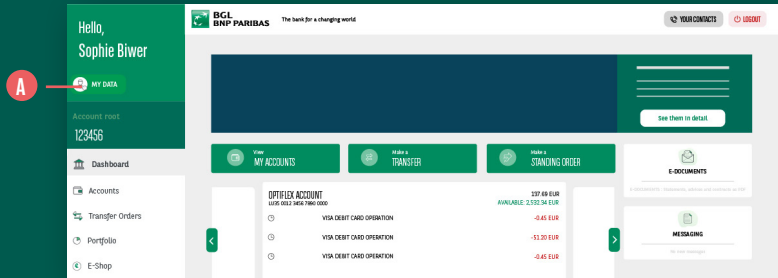 Hello,
Sophie Biwer
A
MY DATA
Account root
123456
Dashboard
Accounts
Transfer Orders
Portfolio
E-Shop
BGL
BNP PARIBAS
The bank for a changing world
YOUR CONTACTS
LOGOUT
See them in detail
View
MY ACCOUNTS
Make a
TRANSFER
Make a
STANDING ORDER
OPTIFLEX ACCOUNT
137.69 EUR
LU35 0012 3456 7890 0000
AVAILABLE: 2,532.34 EUR
VISA DEBIT CARD OPERATION
-0.45 EUR
VISA DEBIT CARD OPERATION
-51.20 EUR
VISA DEBIT CARD OPERATION
-0.45 EUR
E-DOCUMENTS
MESSAGING
No new messages